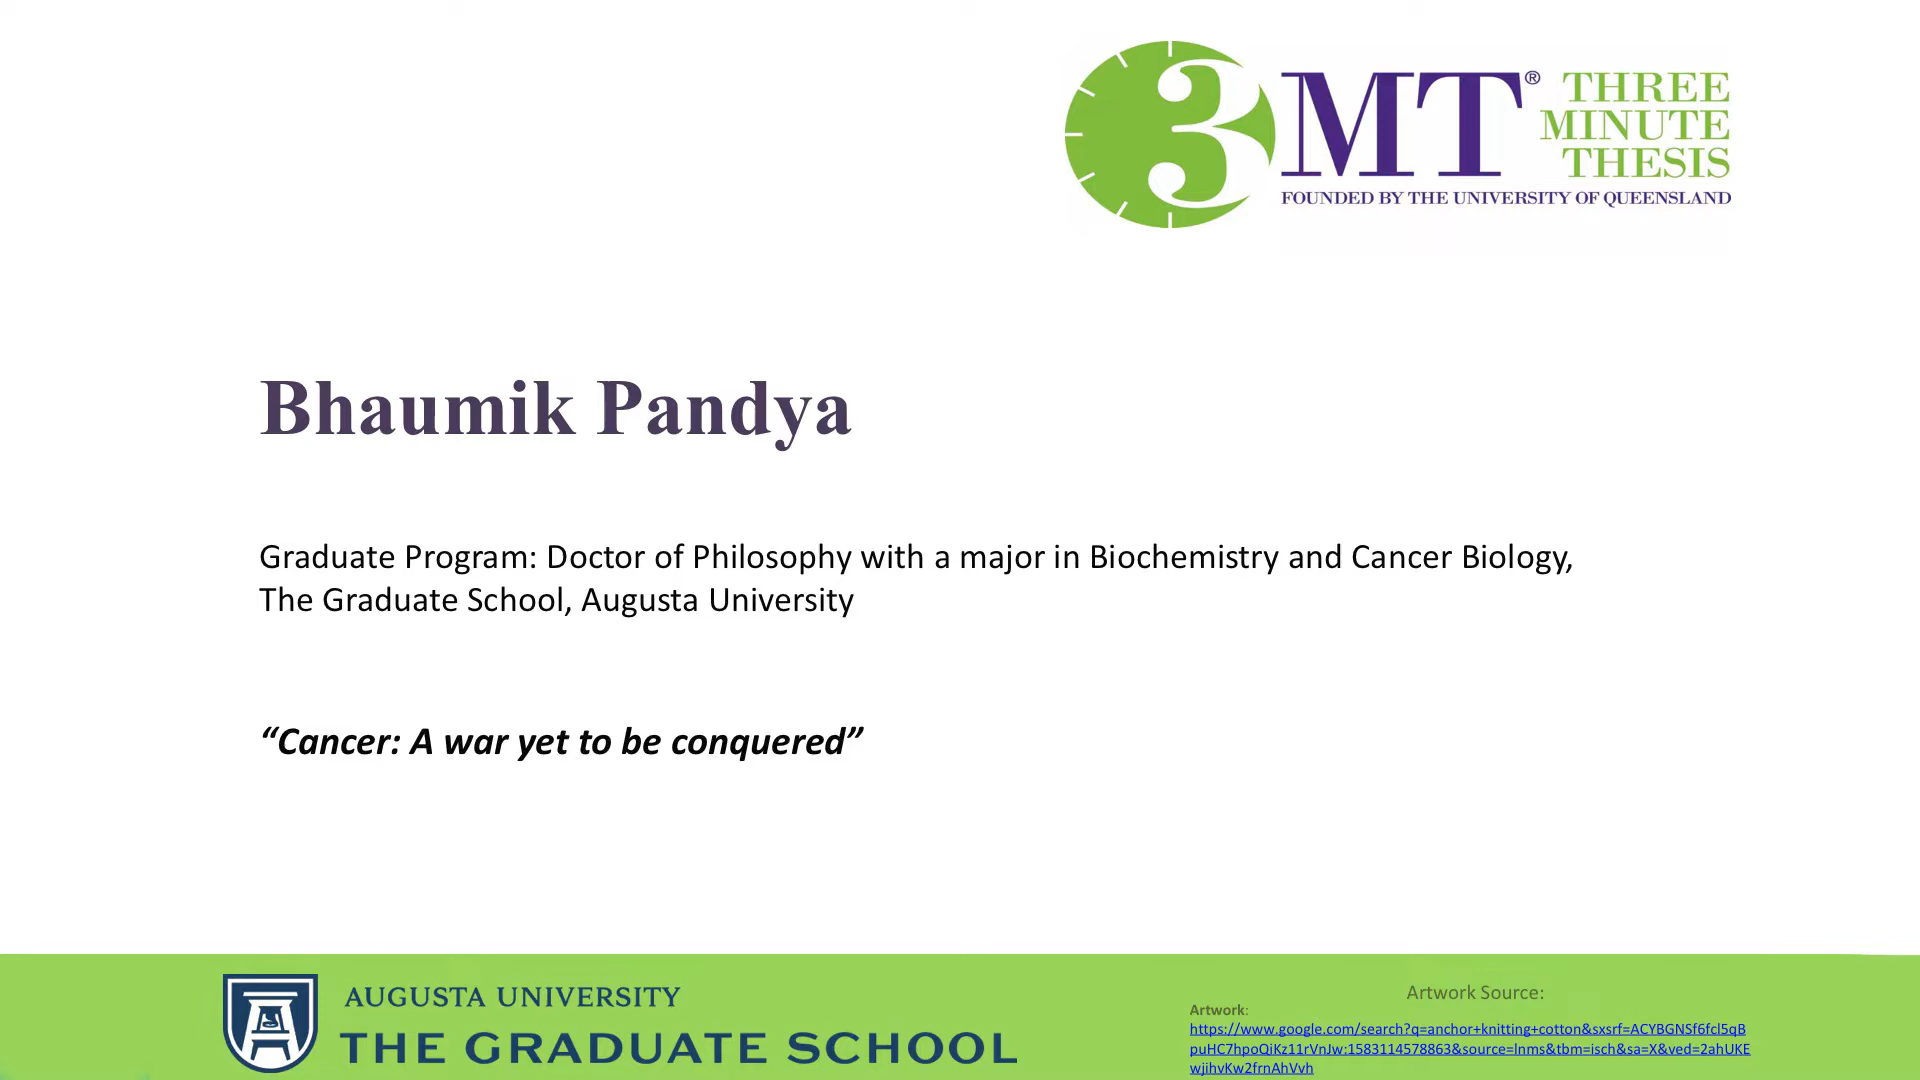 3MT® THREE
MINUTE
THESIS
FOUNDED BY THE UNIVERSITY OF QUEENSLAND
Bhaumik Pandya
Graduate Program: Doctor of Philosophy with a major in Biochemistry and Cancer Biology,
The Graduate School, Augusta University
“Cancer: A war yet to be conquered”
AUGUSTA UNIVERSITY
THE GRADUATE SCHOOL
Artwork Source:
Artwork:
https://www.google.com/search?q=anchor+knitting+cotton&sxsrf=ACYBGNSf6fcl5qB
puHC7hpoQiKz11rVnJw:1583114578863&source=lnms&tbm=isch&sa=X&ved=2ahUKE
wjihvKw2frnAhVvh